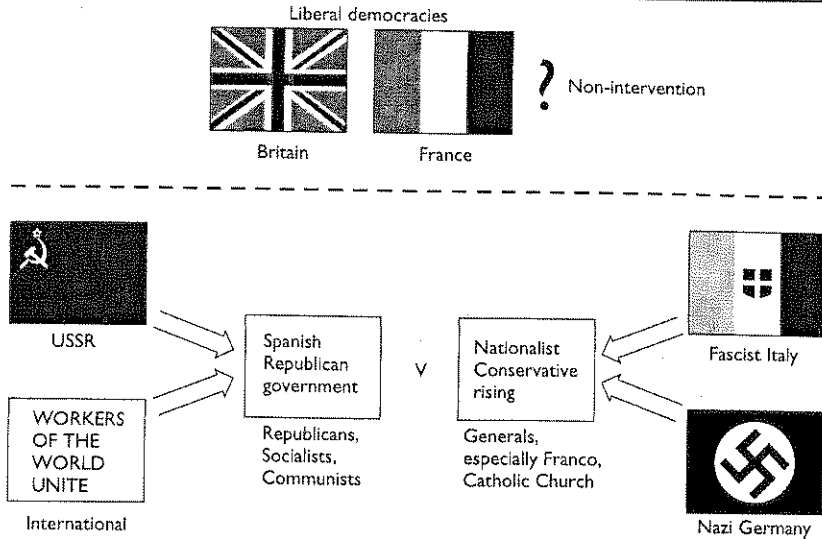 Liberal democracies
?
Non-intervention
Britain
France
USSR
Spanish
Republican
government
v
Nationalist
Conservative
rising
Fascist Italy
WORKERS
OF THE
WORLD
UNITE
Republicans,
Socialists,
Communists
Generals,
especially Franco,
Catholic Church
International
Nazi Germany